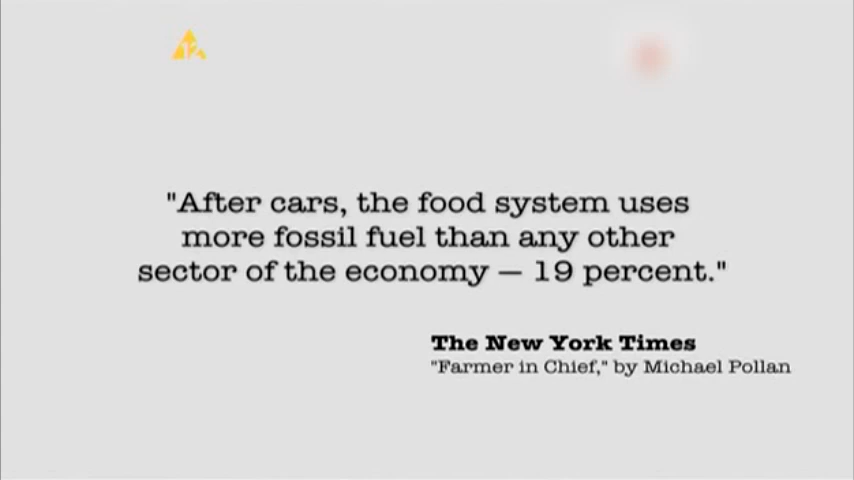 12
"After cars, the food system uses
more fossil fuel than any other
sector of the economy — 19 percent."
The New York Times
"Farmer in Chief," by Michael Pollan